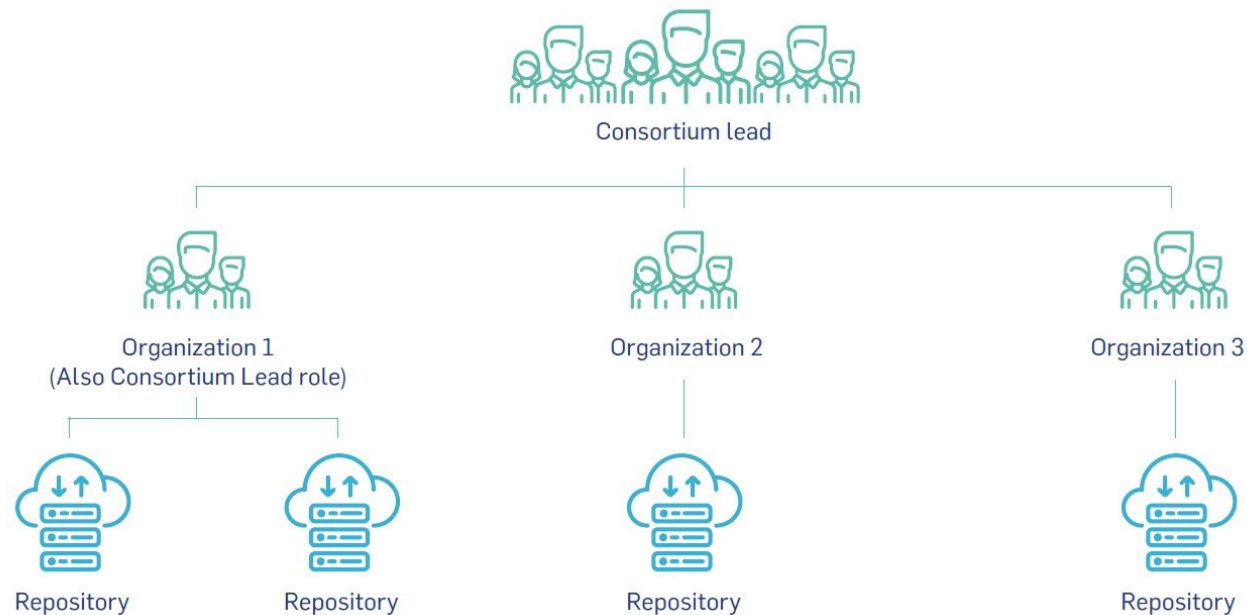 Consortium lead
Organization 1
(Also Consortium Lead role)
Organization 2
Organization 3
Repository
Repository
Repository
Repository